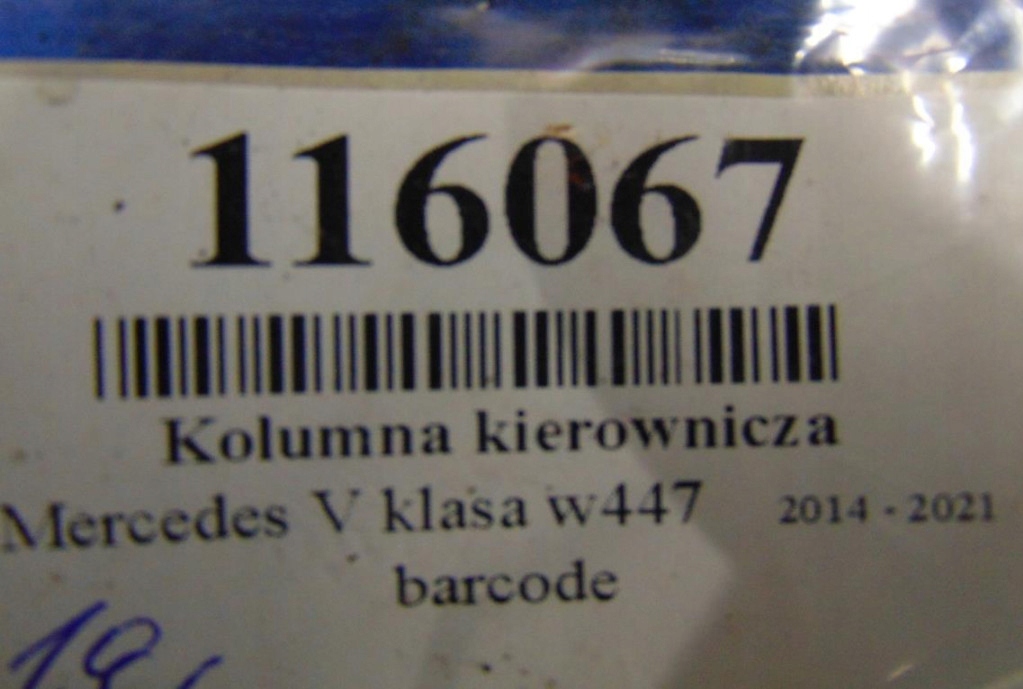 116067
Kolumna kierownicza
Mercedes V klasa w447 2014 - 2021
barcode